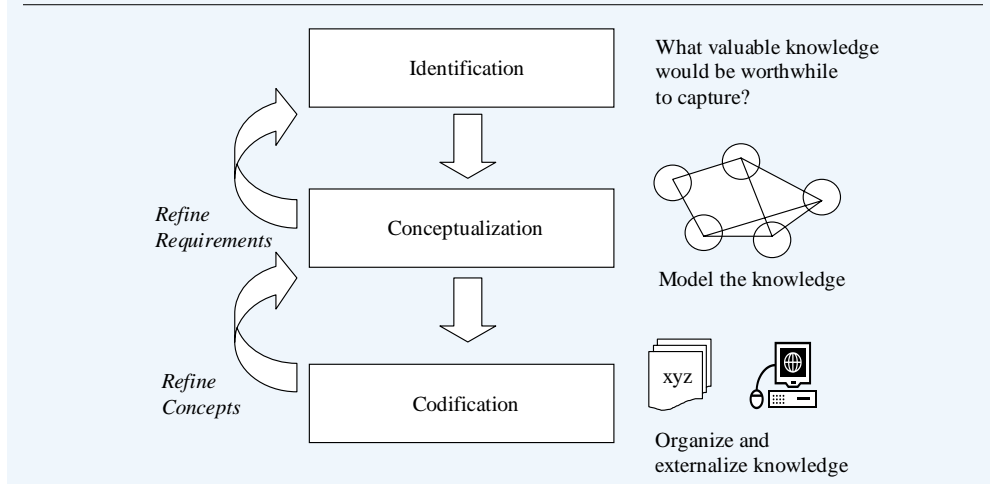 Identification
What valuable knowledge
would be worthwhile
to capture?
Refine
Requirements
Conceptualization
Model the knowledge
Refine
Concepts
Codification
xyz
Organize and
externalize knowledge